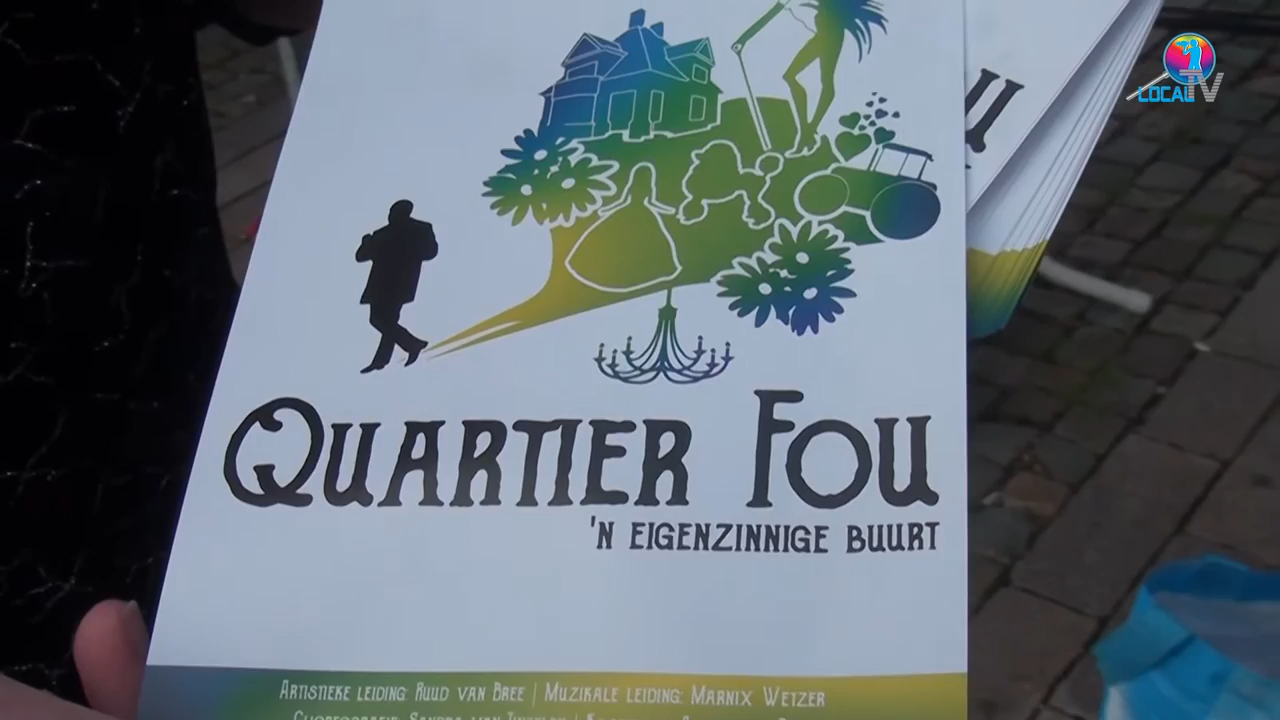 LOCAL TV
QUARTIER FOU
'N EIGENZINNIGE BUURT
ARTISTIEKE LEIDING: RUUD VAN BREE | MUZIKALE LEIDING: MARNIX WETZER